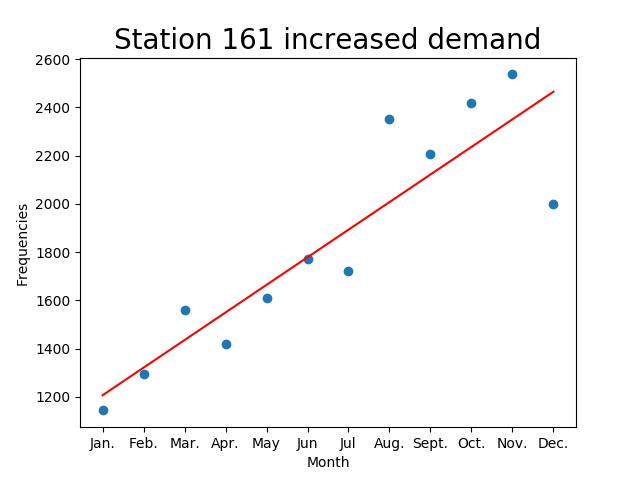 Station 161 increased demand
2600
2400
2200
2000
1800
1600
1400
1200
Frequencies
Jan. Feb. Mar. Apr. May Jun Jul Aug. Sept. Oct. Nov. Dec.
Month